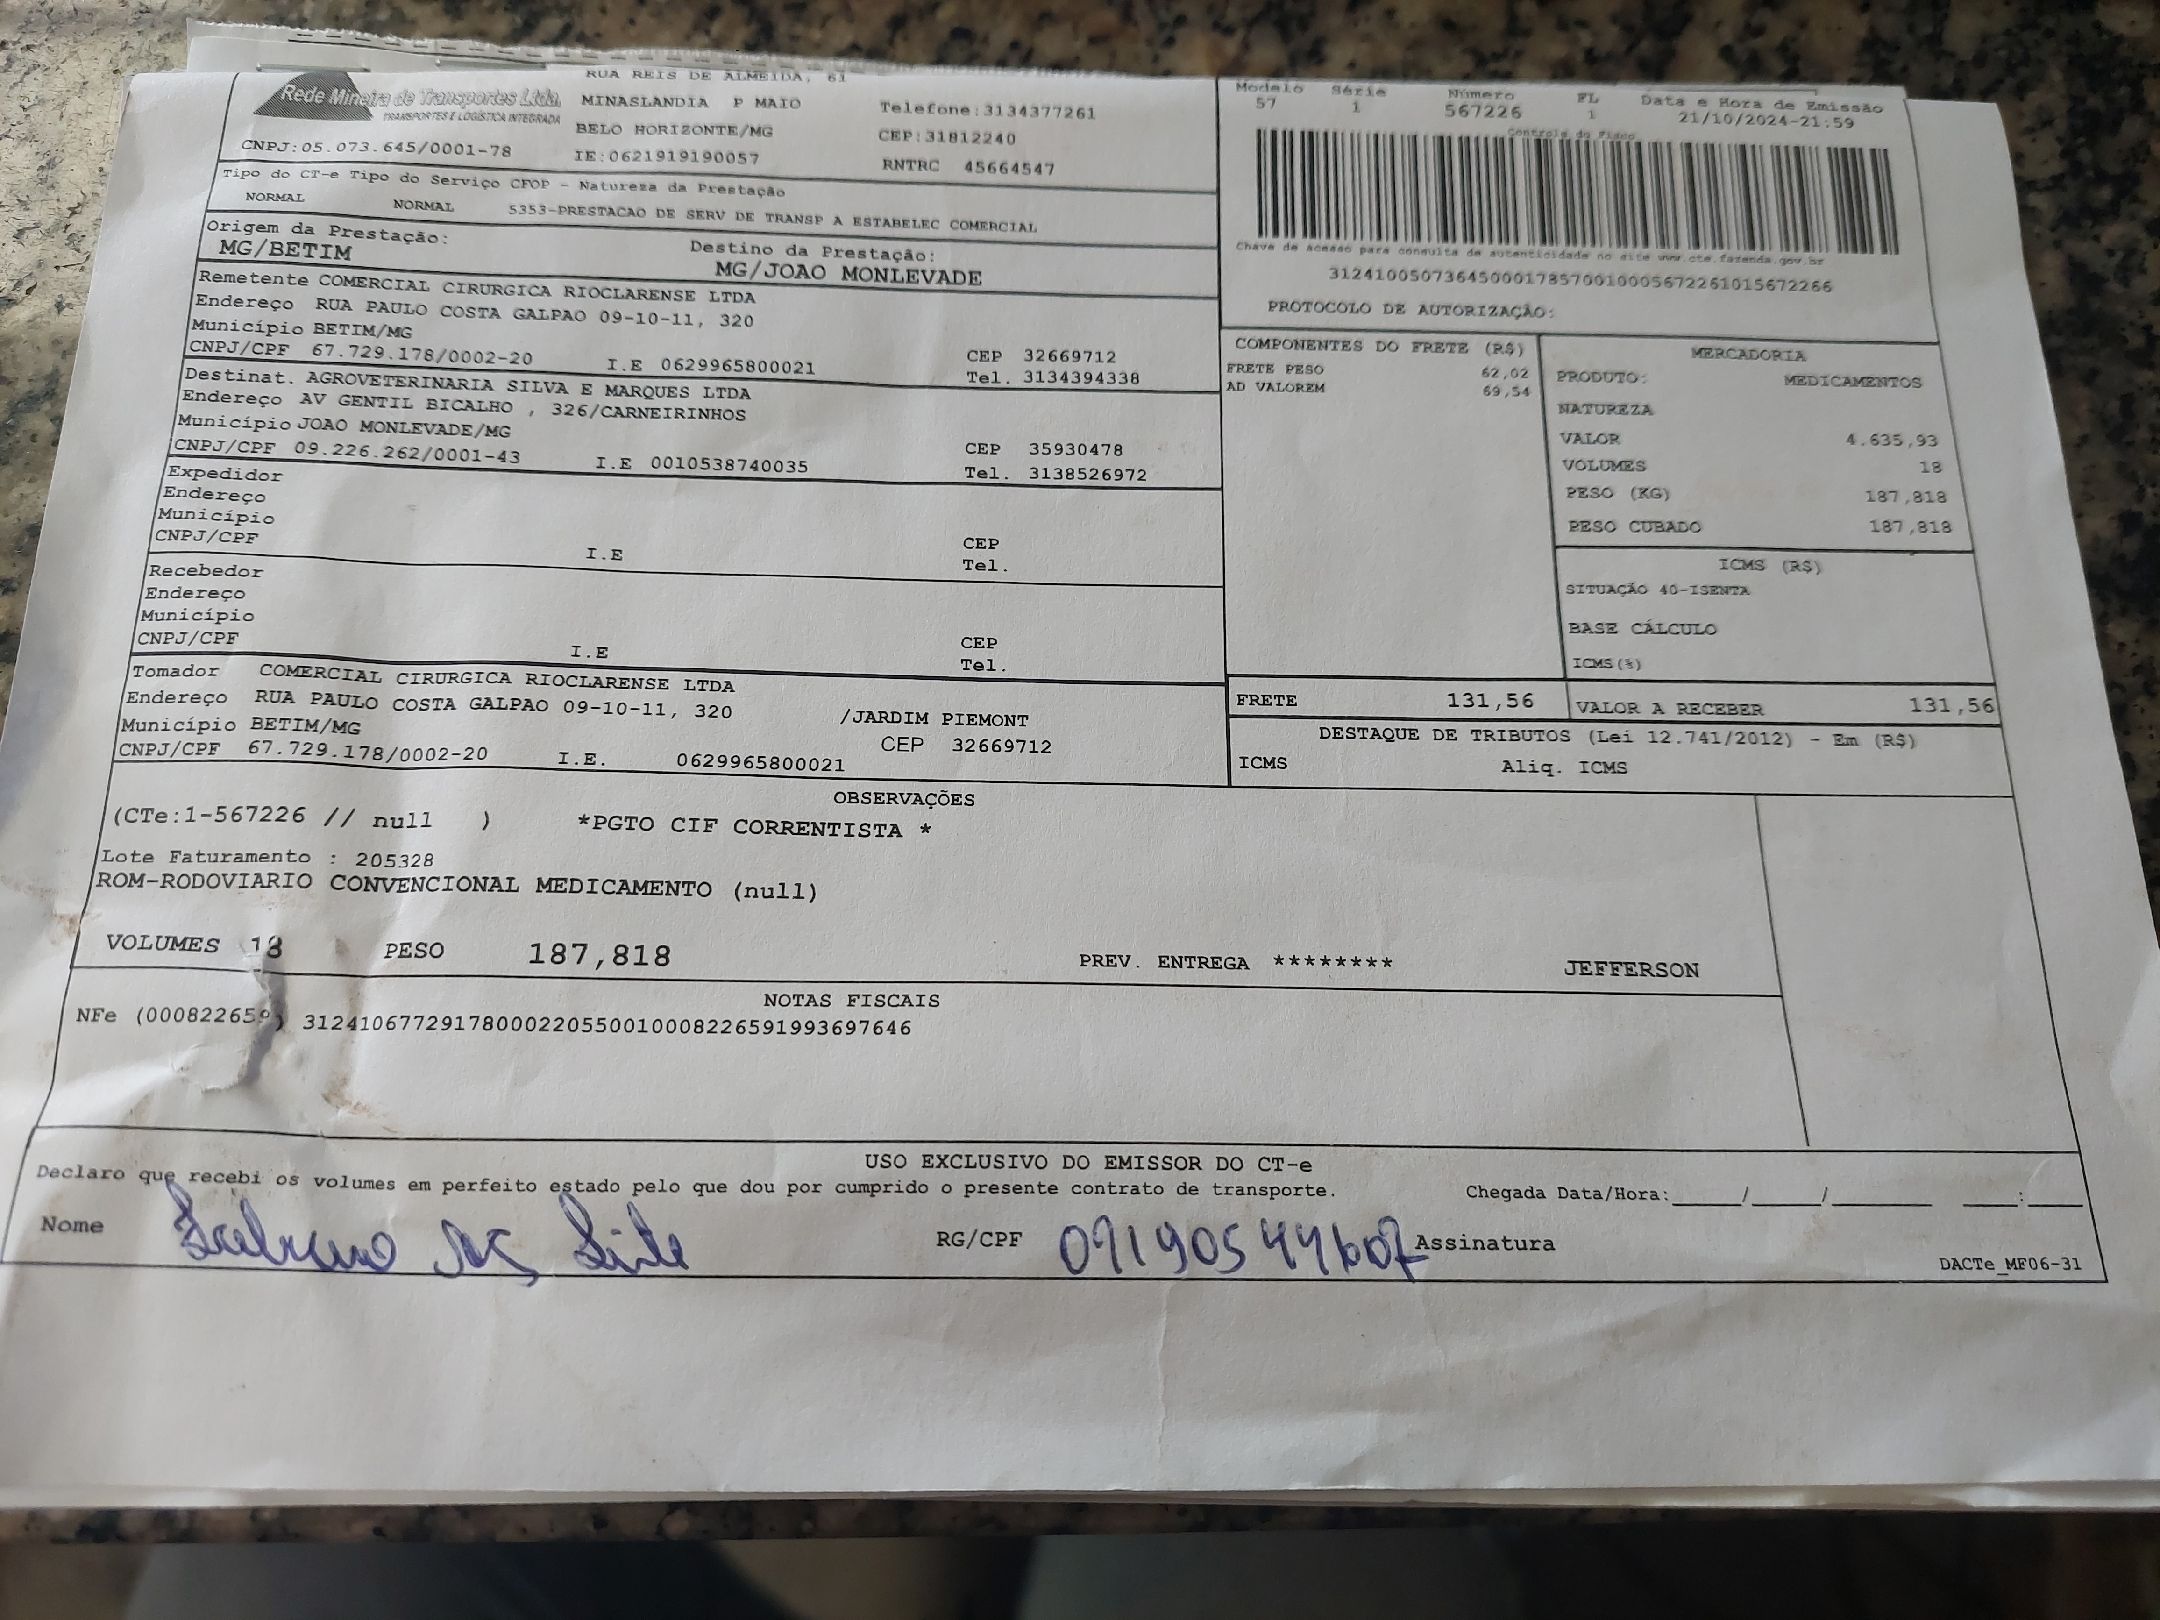 RUA REIS DE ALMEIDA, 61
Rede Mineira de Transportes Ltda.
TRANSPORTES E LOGÍSTICA INTEGRADA
MINASLANDIA P MAIO
Telefone:3134377261
BELO HORIZONTE/MG
CEP:31812240
CNPJ:05.073.645/0001-78
IE:0621919190057
RNTRC 45664547
Modelo Série Número FL Data e Hora de Emissão
57 1 567226 1 21/10/2024-21:59
Controle do Fisco
Chave de acesso para consulta de autenticidade no site www.cte.fazenda.gov.br
31241005073645000178570010005672261015672266
PROTOCOLO DE AUTORIZAÇÃO:
Tipo do CT-e Tipo do Serviço CFOP - Natureza da Prestação
NORMAL NORMAL 5353-PRESTACAO DE SERV DE TRANSP A ESTABELEC COMERCIAL
Origem da Prestação: Destino da Prestação:
MG/BETIM MG/JOAO MONLEVADE
Remetente COMERCIAL CIRURGICA RIOCLARENSE LTDA
Endereço RUA PAULO COSTA GALPAO 09-10-11, 320
Município BETIM/MG CEP 32669712
CNPJ/CPF 67.729.178/0002-20 I.E 0629965800021 Tel. 3134394338
Destinat. AGROVETERINARIA SILVA E MARQUES LTDA
Endereço AV GENTIL BICALHO , 326/CARNEIRINHOS
Município JOAO MONLEVADE/MG CEP 35930478
CNPJ/CPF 09.226.262/0001-43 I.E 0010538740035 Tel. 3138526972
Expedidor
Endereço
Município CEP
CNPJ/CPF I.E Tel.
Recebedor
Endereço
Município CEP
CNPJ/CPF I.E Tel.
Tomador COMERCIAL CIRURGICA RIOCLARENSE LTDA
Endereço RUA PAULO COSTA GALPAO 09-10-11, 320 /JARDIM PIEMONT
Município BETIM/MG CEP 32669712
CNPJ/CPF 67.729.178/0002-20 I.E. 0629965800021
COMPONENTES DO FRETE (R$)
FRETE PESO 62,02
AD VALOREM 69,54
MERCADORIA
PRODUTO: MEDICAMENTOS
NATUREZA
VALOR 4.635,93
VOLUMES 18
PESO (KG) 187,818
PESO CUBADO 187,818
ICMS (R$)
SITUAÇÃO 40-ISENTA
BASE CÁLCULO
ICMS(%)
FRETE 131,56 VALOR A RECEBER 131,56
DESTAQUE DE TRIBUTOS (Lei 12.741/2012) - Em (R$)
ICMS Aliq. ICMS
OBSERVAÇÕES
(CTe:1-567226 // null ) *PGTO CIF CORRENTISTA *
Lote Faturamento : 205328
ROM-RODOVIARIO CONVENCIONAL MEDICAMENTO (null)
VOLUMES 18 PESO 187,818 PREV. ENTREGA ******** JEFFERSON
NOTAS FISCAIS
NFe (000822659) 31241067729178000220550010008226591993697646
USO EXCLUSIVO DO EMISSOR DO CT-e
Declaro que recebi os volumes em perfeito estado pelo que dou por cumprido o presente contrato de transporte. Chegada Data/Hora:_____/_____/_______ ____:____
Nome RG/CPF Assinatura
DACTe_MF06-31